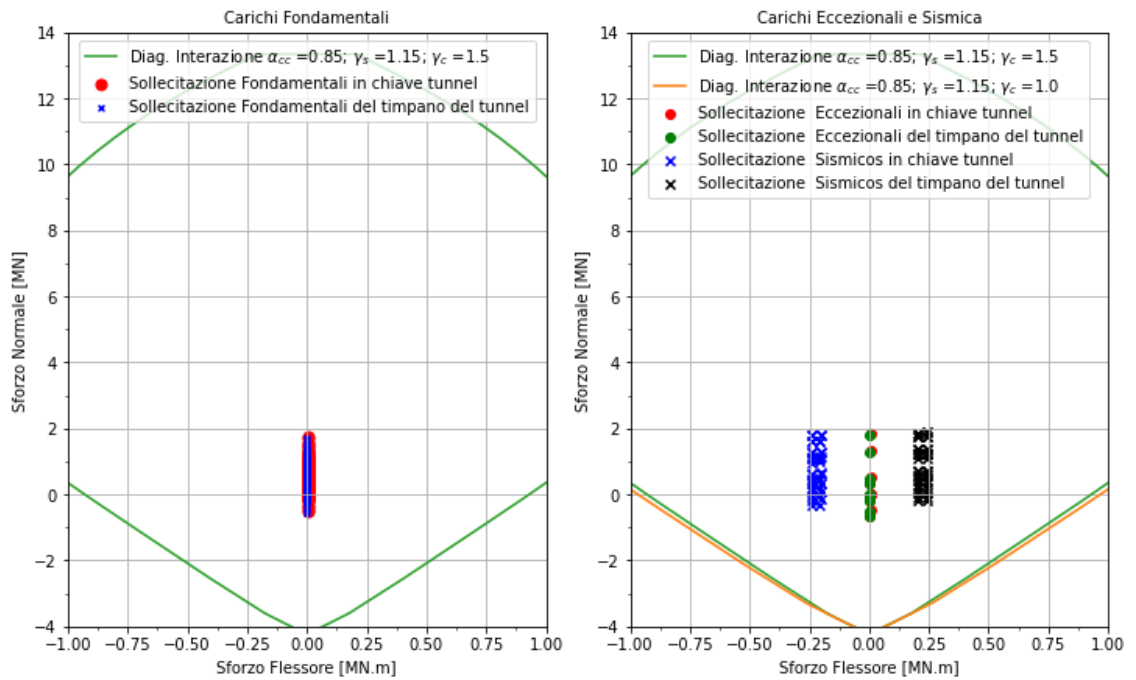 Carichi Fondamentali
14
12
10
8
6
4
2
0
−2
−4
Sforzo Normale [MN]
Diag. Interazione αcc =0.85; γs =1.15; γc =1.5
Sollecitazione Fondamentali in chiave tunnel
Sollecitazione Fondamentali del timpano del tunnel
−1.00 −0.75 −0.50 −0.25 0.00 0.25 0.50 0.75 1.00
Sforzo Flessore [MN.m]
Carichi Eccezionali e Sismica
14
12
10
8
6
4
2
0
−2
−4
Sforzo Normale [MN]
Diag. Interazione αcc =0.85; γs =1.15; γc =1.5
Diag. Interazione αcc =0.85; γs =1.15; γc =1.0
Sollecitazione Eccezionali in chiave tunnel
Sollecitazione Eccezionali del timpano del tunnel
Sollecitazione Sismicos in chiave tunnel
Sollecitazione Sismicos del timpano del tunnel
−1.00 −0.75 −0.50 −0.25 0.00 0.25 0.50 0.75 1.00
Sforzo Flessore [MN.m]